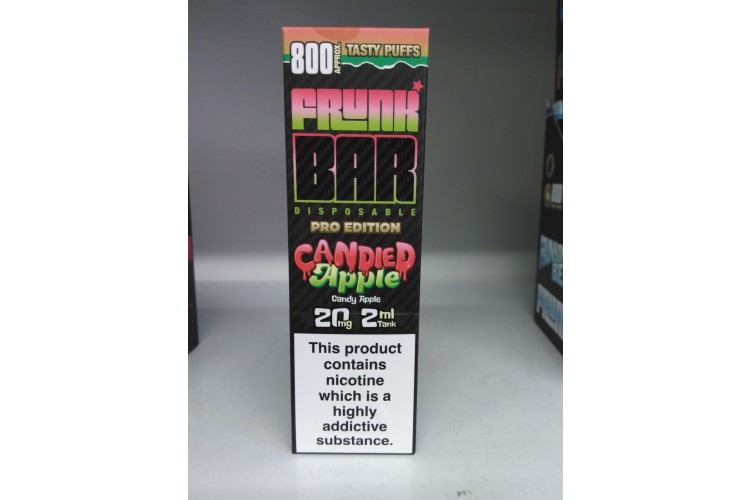 800 APPROX. TASTY PUFFS
FRUNK
BAR
DISPOSABLE
PRO EDITION
CANDIED
Apple
Candy Apple
20mg 2ml
Tank
This product
contains
nicotine
which is a
highly
addictive
substance.